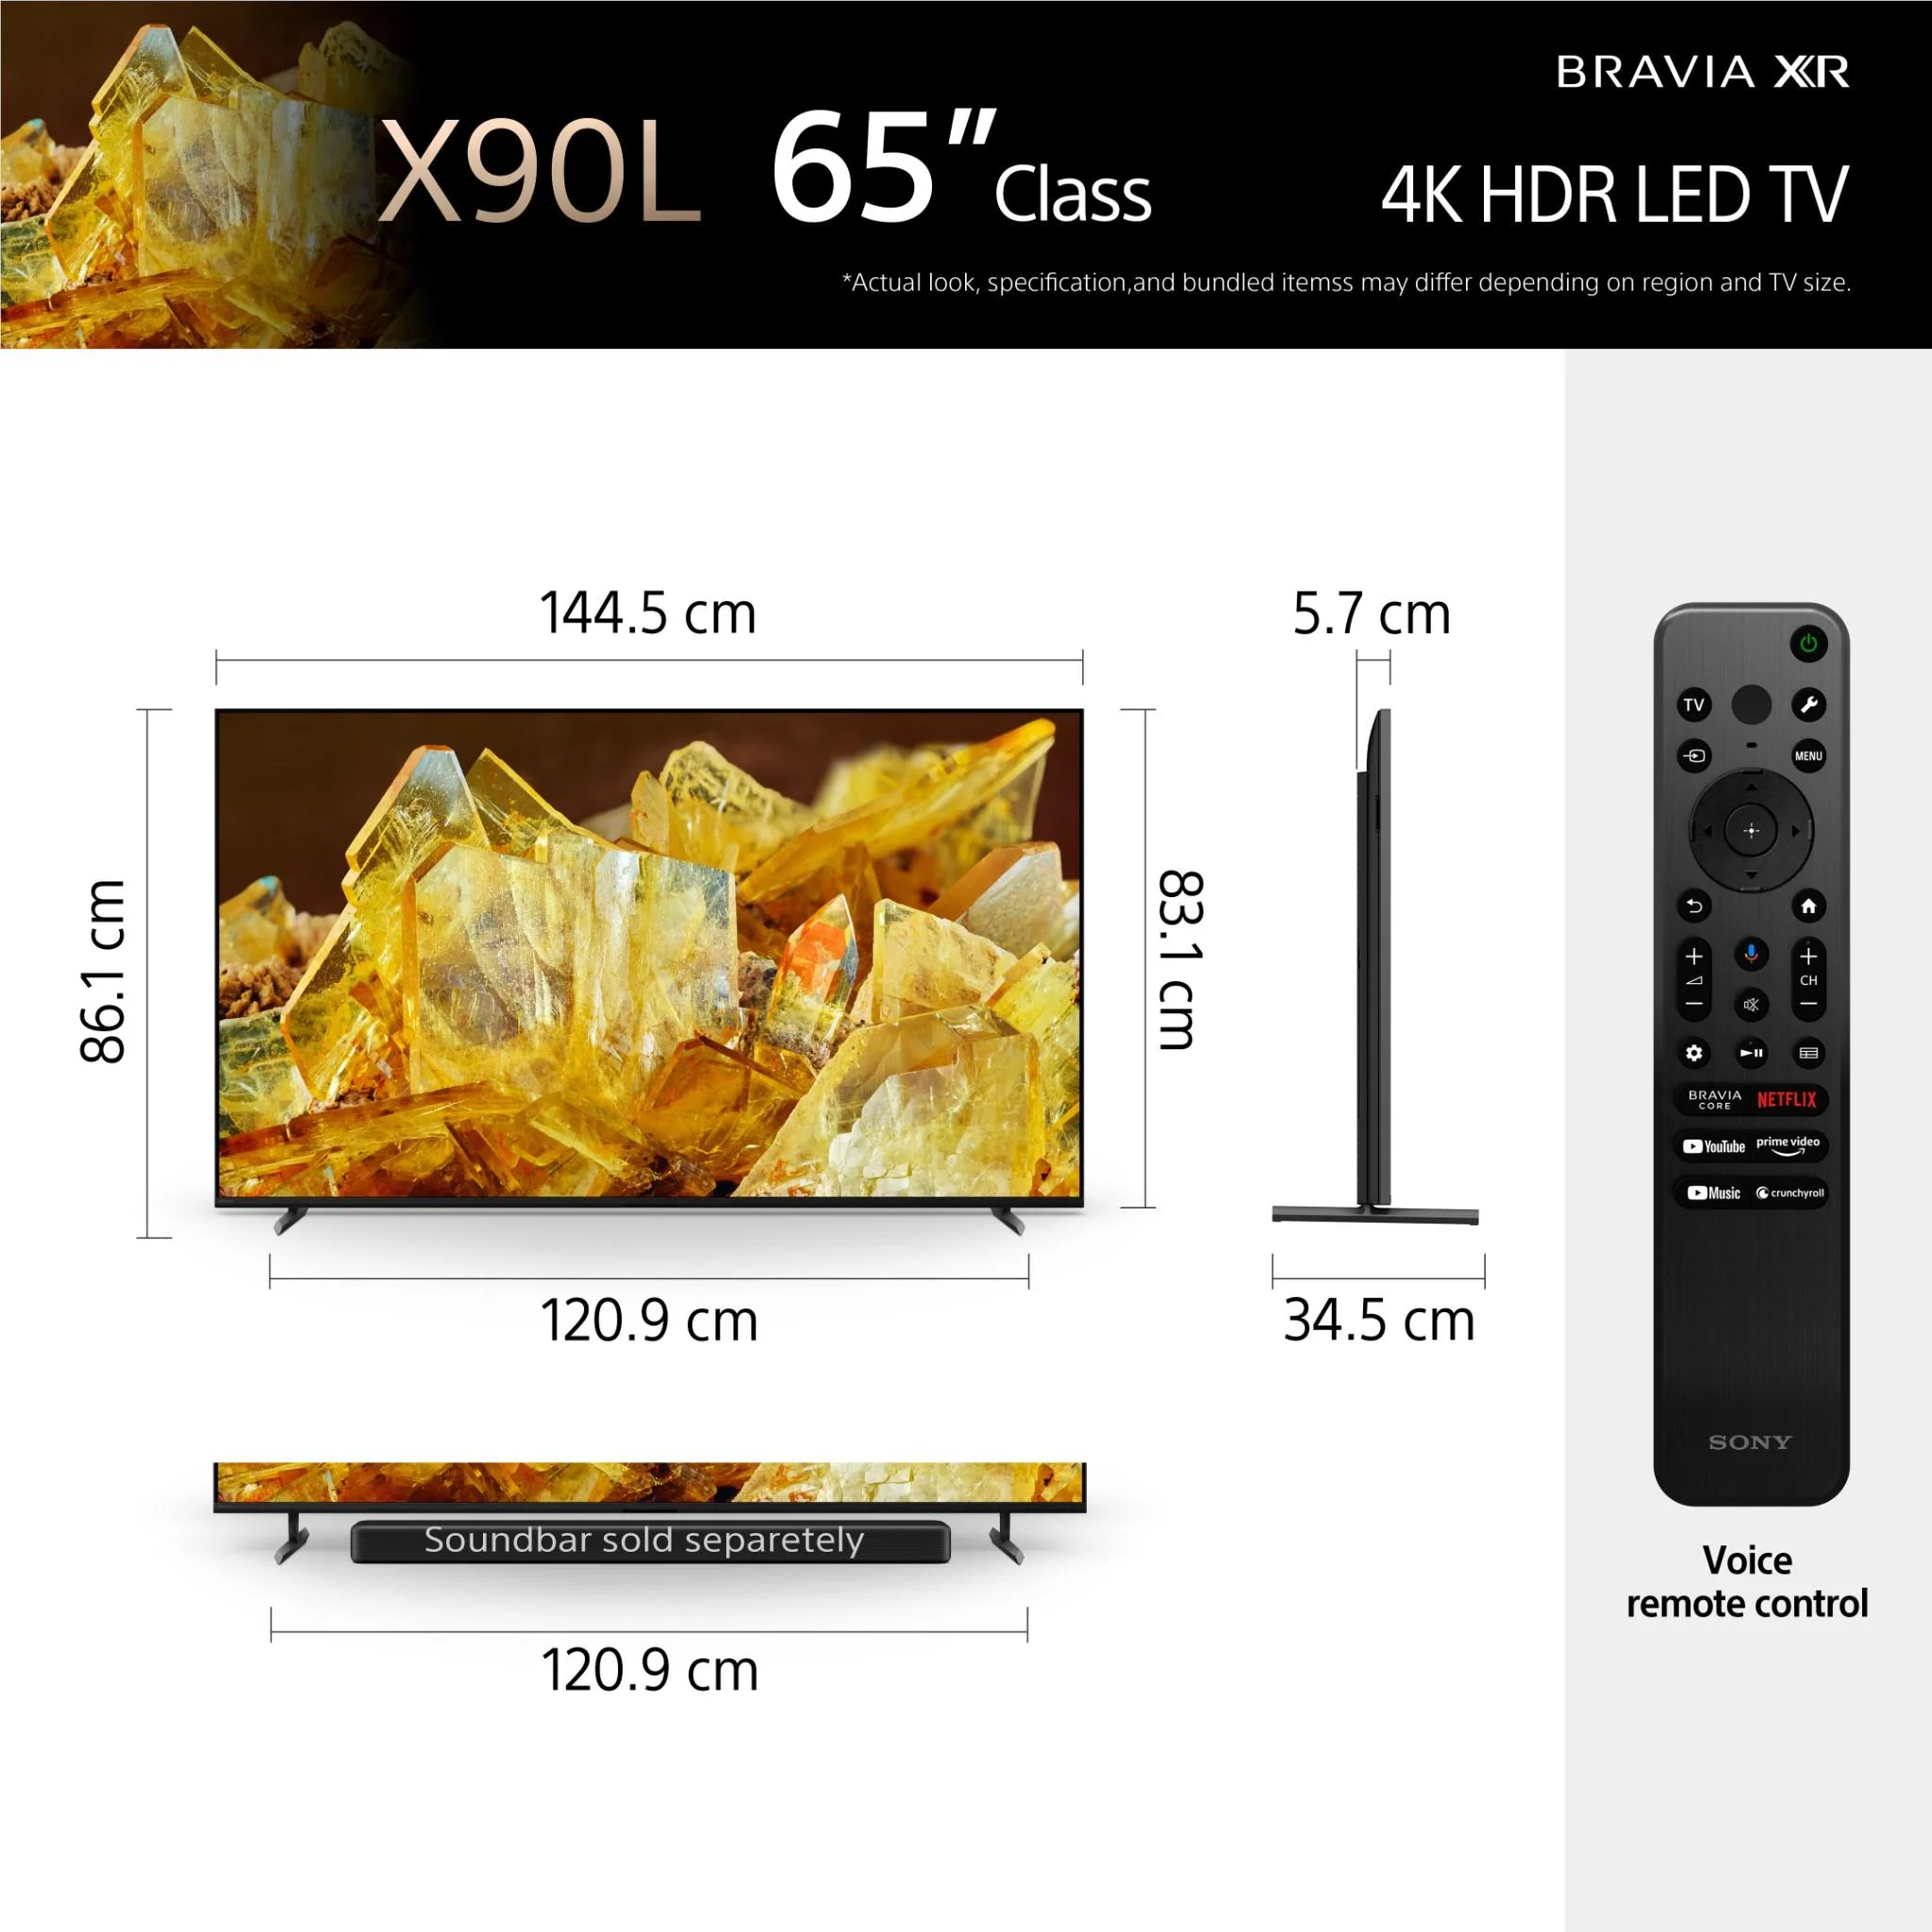 BRAVIA XR
X90L 65" Class
4K HDR LED TV
*Actual look, specification,and bundled itemss may differ depending on region and TV size.
144.5 cm
5.7 cm
86.1 cm
83.1 cm
120.9 cm
34.5 cm
Soundbar sold separetely
120.9 cm
TV
MENU
CH
BRAVIA CORE NETFLIX
YouTube prime video
Music crunchyroll
SONY
Voice
remote control